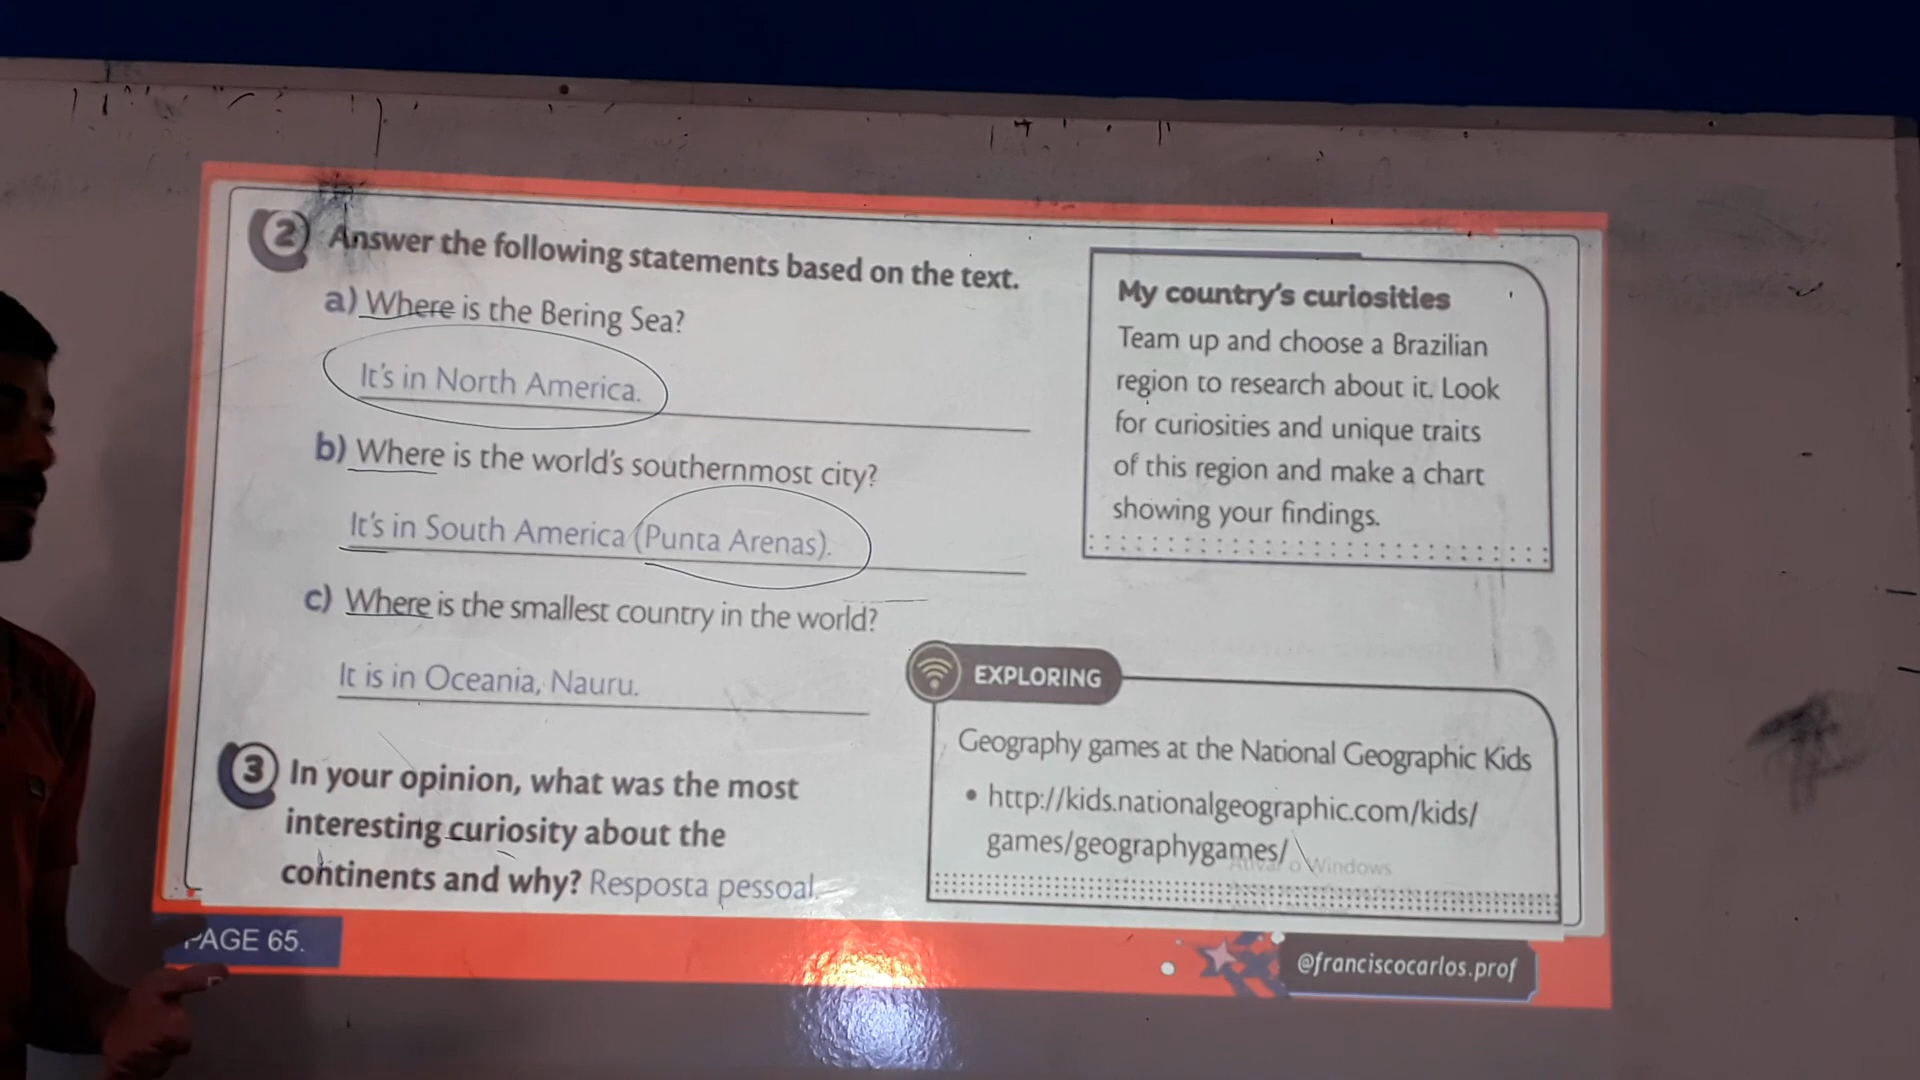 2 Answer the following statements based on the text.
a) Where is the Bering Sea?
It's in North America.
b) Where is the world's southernmost city?
It's in South America (Punta Arenas).
c) Where is the smallest country in the world?
It is in Oceania, Nauru.
3 In your opinion, what was the most
interesting curiosity about the
continents and why? Resposta pessoal.
My country's curiosities
Team up and choose a Brazilian
region to research about it. Look
for curiosities and unique traits
of this region and make a chart
showing your findings.
EXPLORING
Geography games at the National Geographic Kids
• http://kids.nationalgeographic.com/kids/
games/geographygames/
Ativar o Windows
PAGE 65.
@franciscocarlos.prof